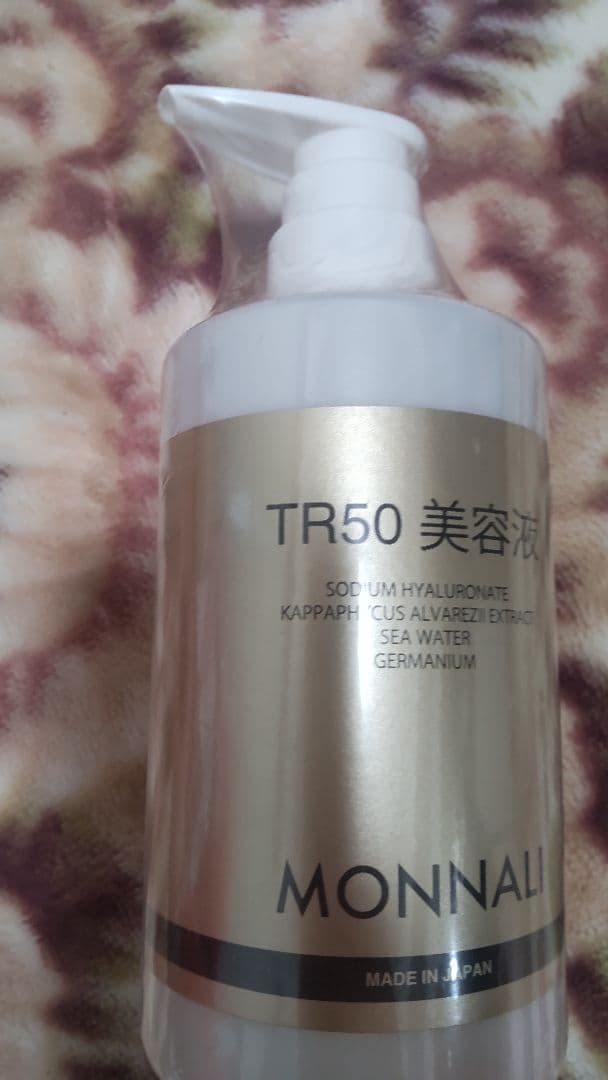 TR50 美容液
SODIUM HYALURONATE
KAPPAPHYCUS ALVAREZII EXTRACT
SEA WATER
GERMANIUM
MONNALI
MADE IN JAPAN